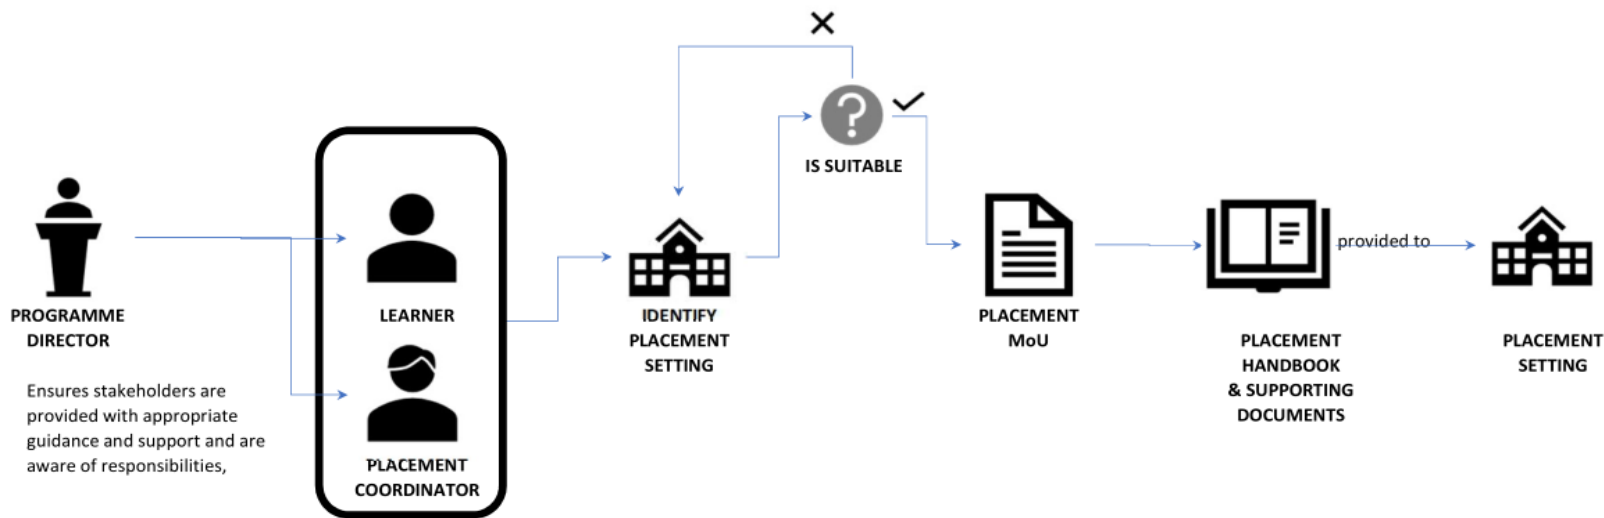 IS SUITABLE
PROGRAMME
DIRECTOR
Ensures stakeholders are
provided with appropriate
guidance and support and are
aware of responsibilities,
LEARNER
PLACEMENT
COORDINATOR
IDENTIFY
PLACEMENT
SETTING
PLACEMENT
MoU
PLACEMENT
HANDBOOK
& SUPPORTING
DOCUMENTS
provided to
PLACEMENT
SETTING